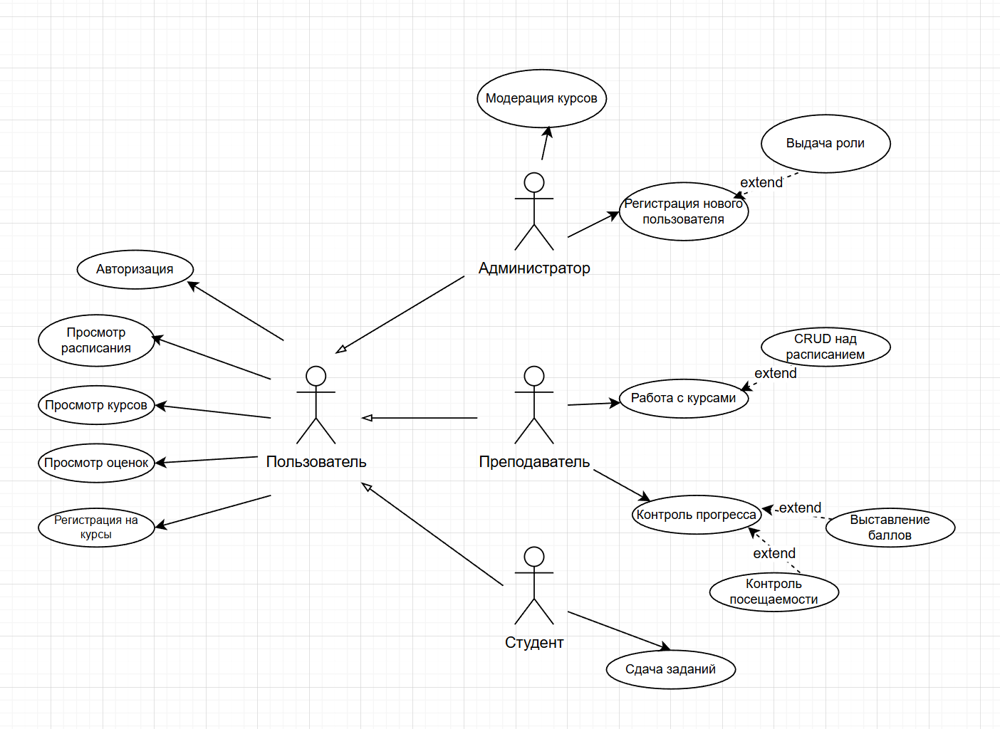 Модерация курсов
Выдача роли
extend
Регистрация нового
пользователя
Администратор
Авторизация
Просмотр
расписания
CRUD над
расписанием
extend
Работа с курсами
Просмотр курсов
Просмотр оценок
Пользователь
Преподаватель
Регистрация на
курсы
Контроль прогресса
extend
Выставление
баллов
extend
Контроль
посещаемости
Студент
Сдача заданий